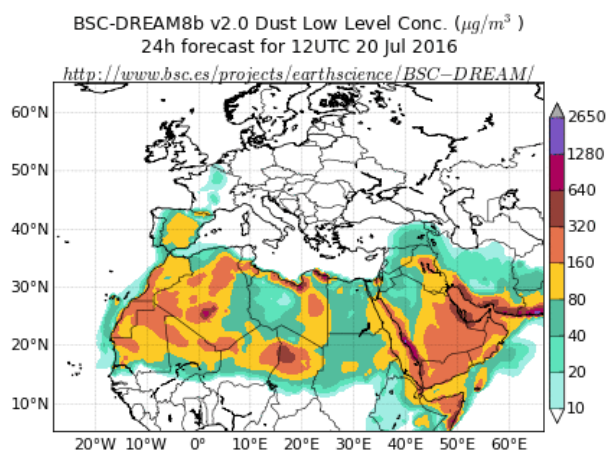 BSC-DREAM8b v2.0 Dust Low Level Conc. (μg/m³ )
24h forecast for 12UTC 20 Jul 2016
http://www.bsc.es/projects/earthscience/BSC−DREAM/
60°N
50°N
40°N
30°N
20°N
10°N
20°W 10°W 0° 10°E 20°E 30°E 40°E 50°E 60°E
2650
1280
640
320
160
80
40
20
10